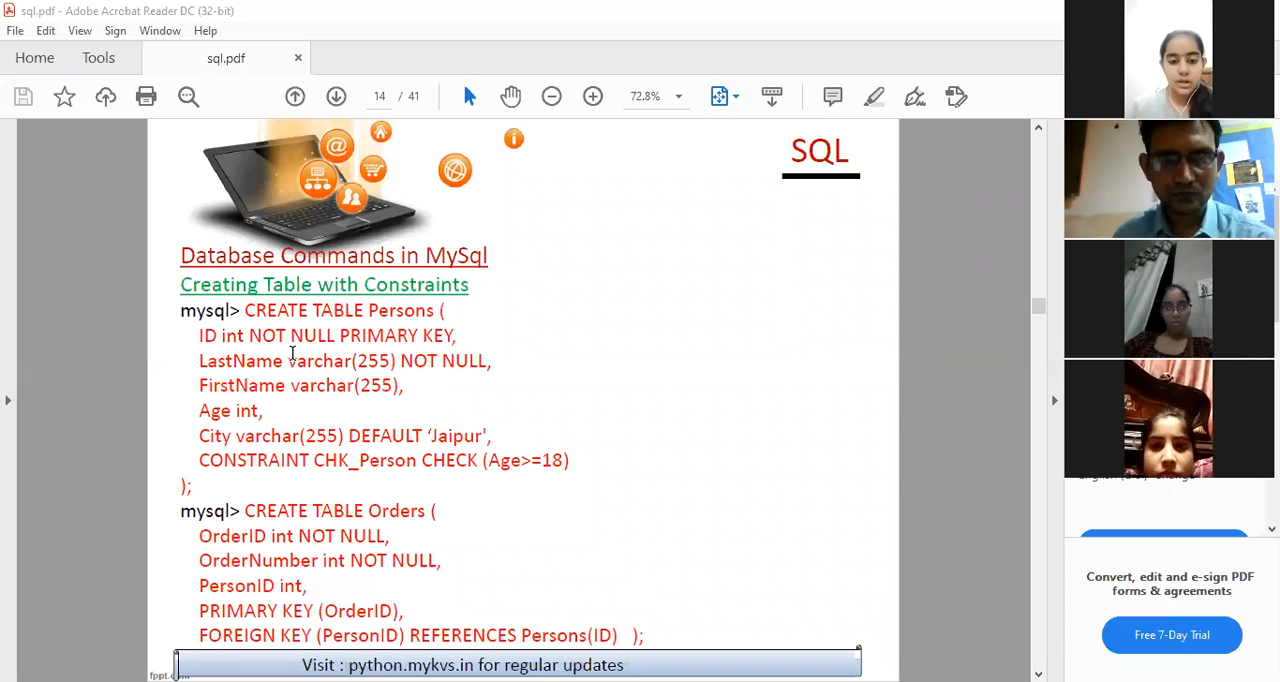 sql.pdf - Adobe Acrobat Reader DC (32-bit)
File Edit View Sign Window Help
Home Tools sql.pdf ×
14 / 41 72.8%
SQL
Database Commands in MySql
Creating Table with Constraints
mysql> CREATE TABLE Persons (
ID int NOT NULL PRIMARY KEY,
LastName varchar(255) NOT NULL,
FirstName varchar(255),
Age int,
City varchar(255) DEFAULT ‘Jaipur',
CONSTRAINT CHK_Person CHECK (Age>=18)
);
mysql> CREATE TABLE Orders (
OrderID int NOT NULL,
OrderNumber int NOT NULL,
PersonID int,
PRIMARY KEY (OrderID),
FOREIGN KEY (PersonID) REFERENCES Persons(ID) );
Visit : python.mykvs.in for regular updates
Convert, edit and e-sign PDF
forms & agreements
Free 7-Day Trial